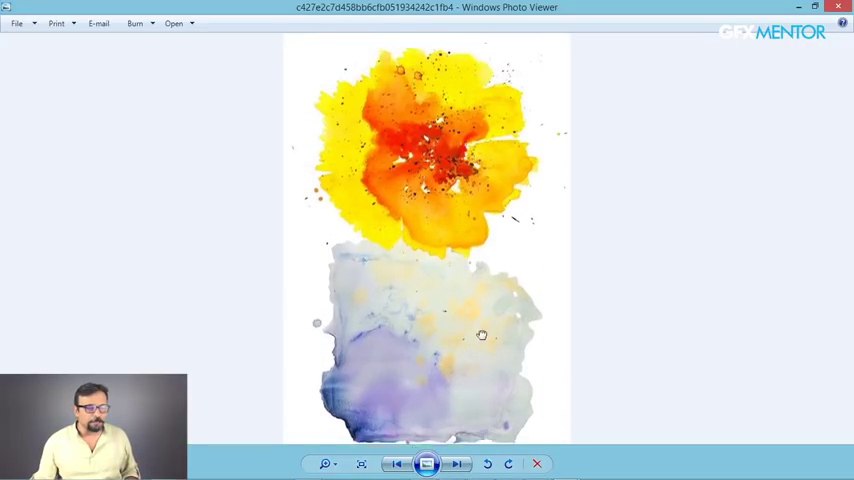 c427e2c7d458bb6cfb051934242c1fb4 - Windows Photo Viewer
File Print E-mail Burn Open
GFXMENTOR